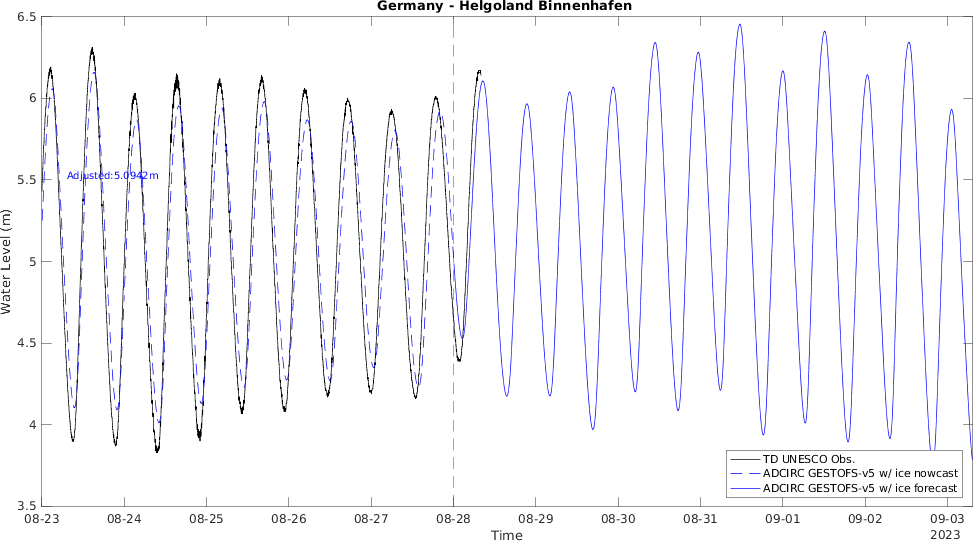 Germany - Helgoland Binnenhafen
6.5
6
5.5
5
4.5
4
3.5
Water Level (m)
Adjusted:5.0942m
TD UNESCO Obs.
ADCIRC GESTOFS-v5 w/ ice nowcast
ADCIRC GESTOFS-v5 w/ ice forecast
08-23 08-24 08-25 08-26 08-27 08-28 08-29 08-30 08-31 09-01 09-02 09-03
2023
Time